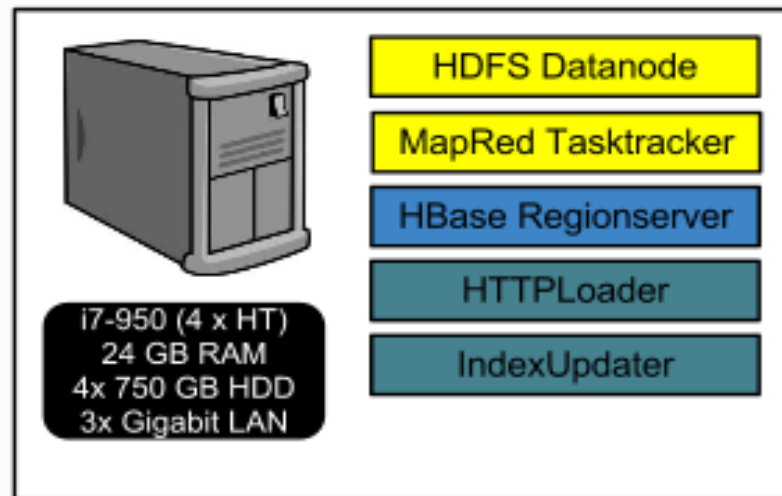 HDFS Datanode
MapRed Tasktracker
HBase Regionserver
HTTPLoader
IndexUpdater
i7-950 (4 x HT)
24 GB RAM
4x 750 GB HDD
3x Gigabit LAN